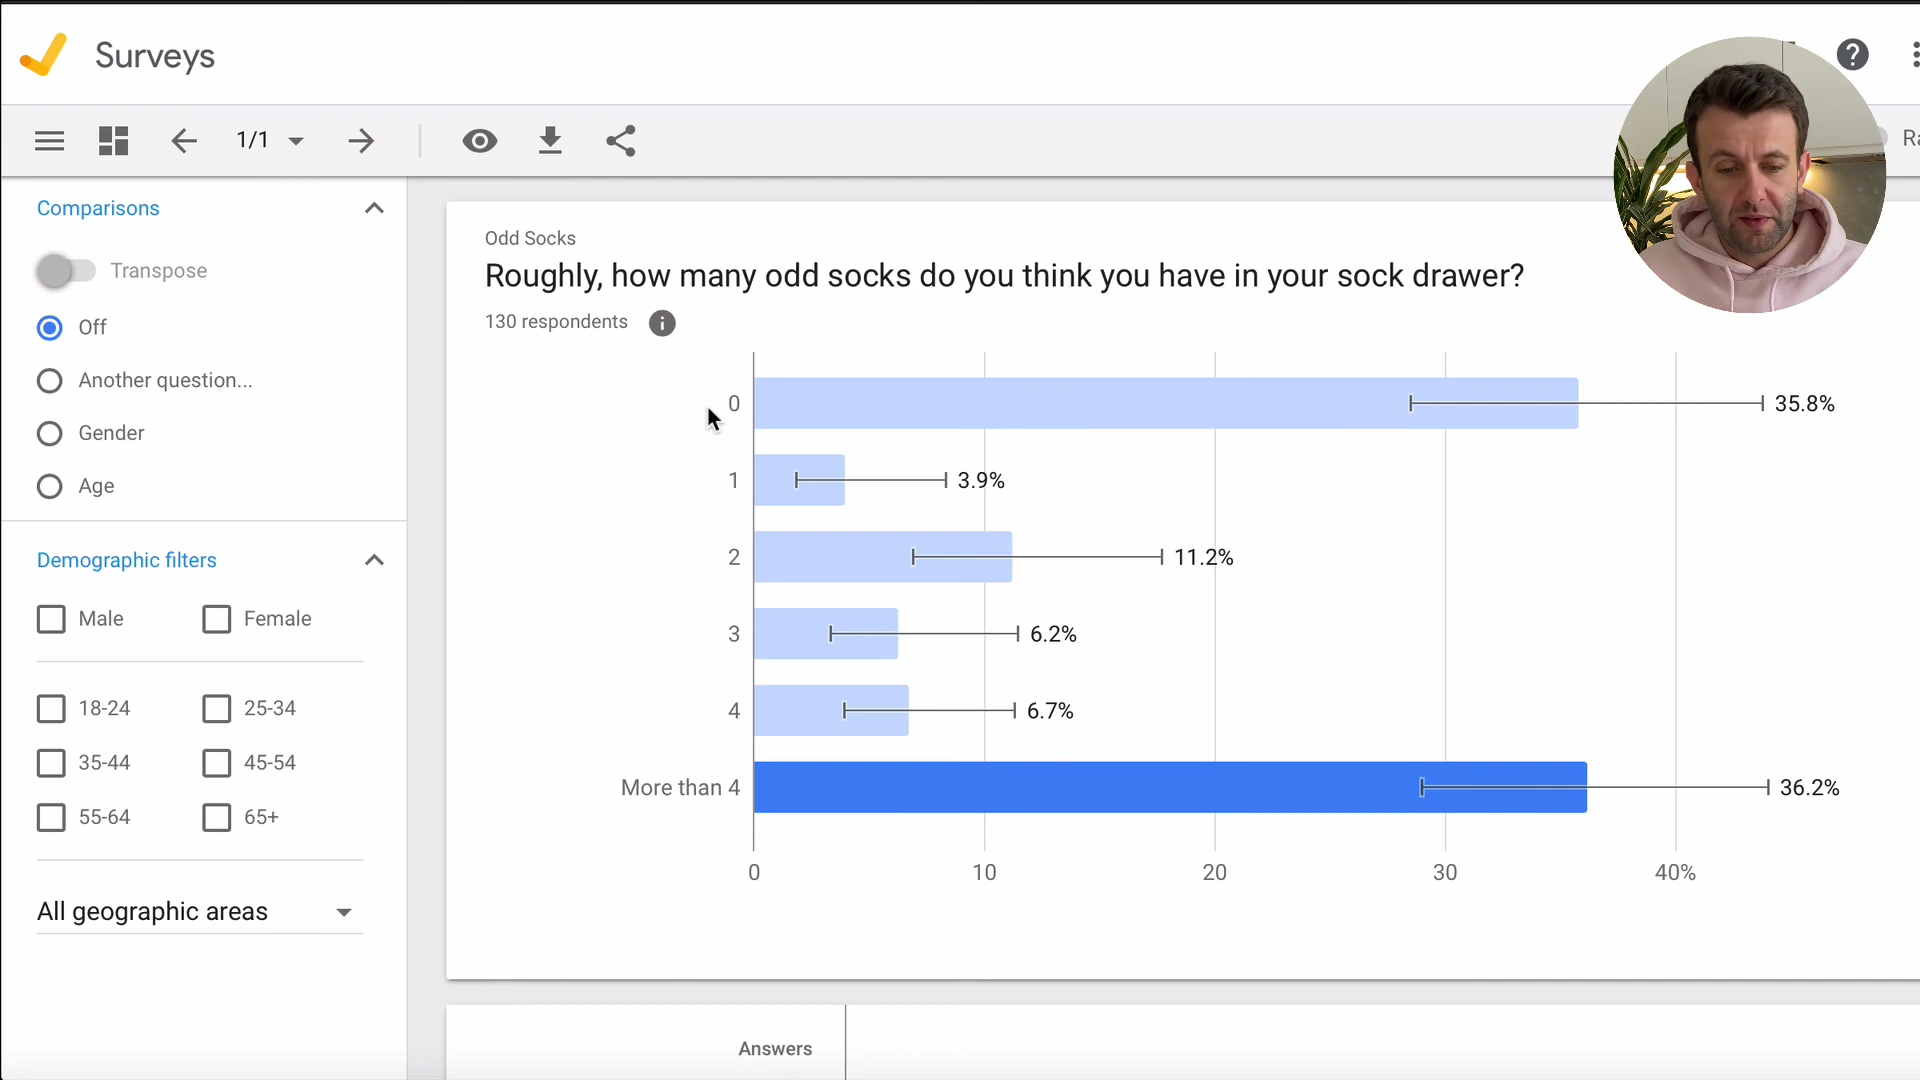 Surveys
1/1
Comparisons
Transpose
Off
Another question...
Gender
Age
Demographic filters
Male Female
18-24 25-34
35-44 45-54
55-64 65+
All geographic areas
Odd Socks
Roughly, how many odd socks do you think you have in your sock drawer?
130 respondents
0 35.8%
1 3.9%
2 11.2%
3 6.2%
4 6.7%
More than 4 36.2%
0 10 20 30 40%
Answers